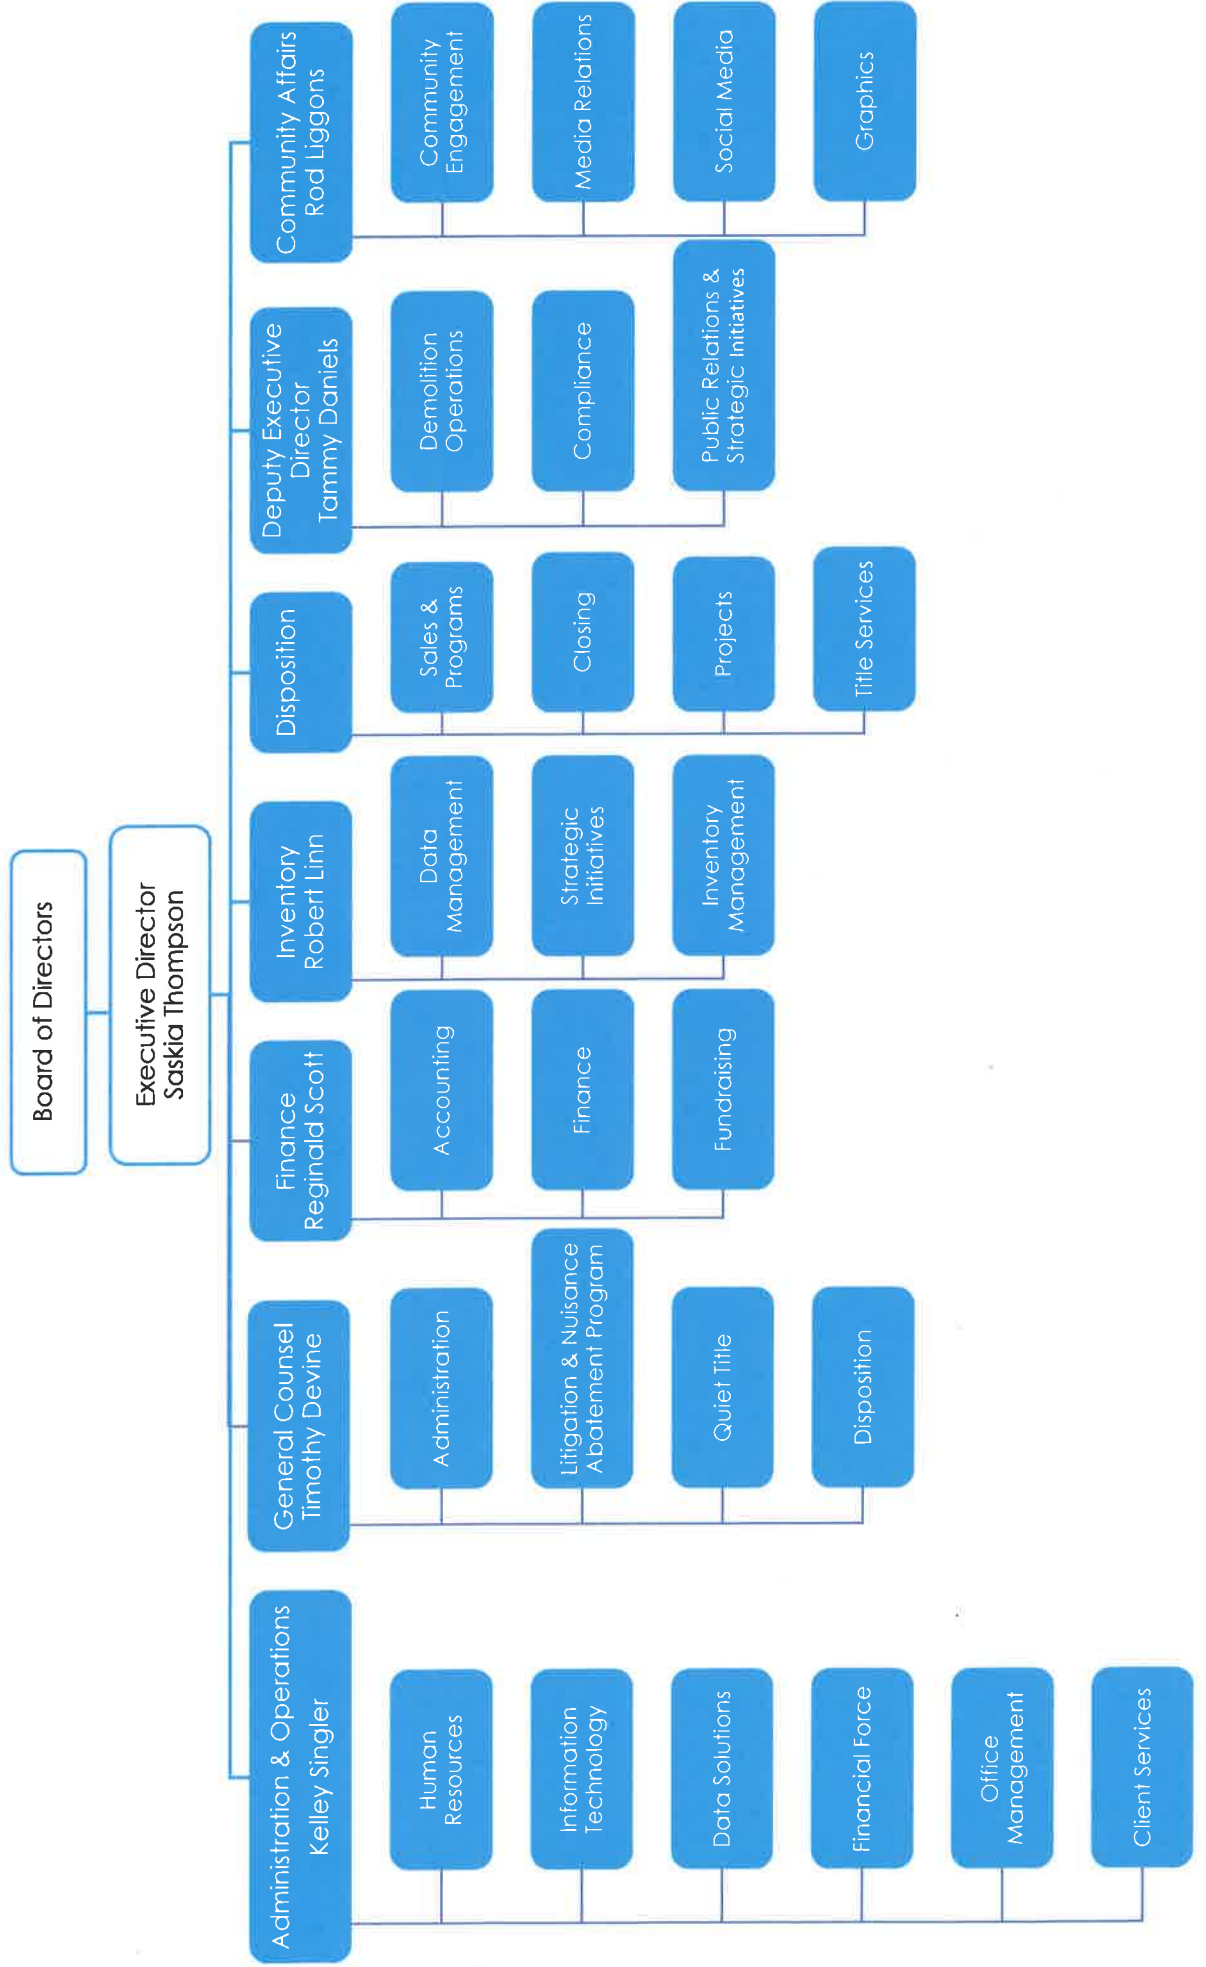 Board of Directors
Executive Director
Saskia Thompson
Administration & Operations
Kelley Singler
Human
Resources
Information
Technology
Data Solutions
Financial Force
Office
Management
Client Services
General Counsel
Timothy Devine
Administration
Litigation & Nuisance
Abatement Program
Quiet Title
Disposition
Finance
Reginald Scott
Accounting
Finance
Fundraising
Inventory
Robert Linn
Data
Management
Strategic
Initiatives
Inventory
Management
Disposition
Sales &
Programs
Closing
Projects
Title Services
Deputy Executive
Director
Tammy Daniels
Demolition
Operations
Compliance
Public Relations &
Strategic Initiatives
Community Affairs
Rod Liggons
Community
Engagement
Media Relations
Social Media
Graphics